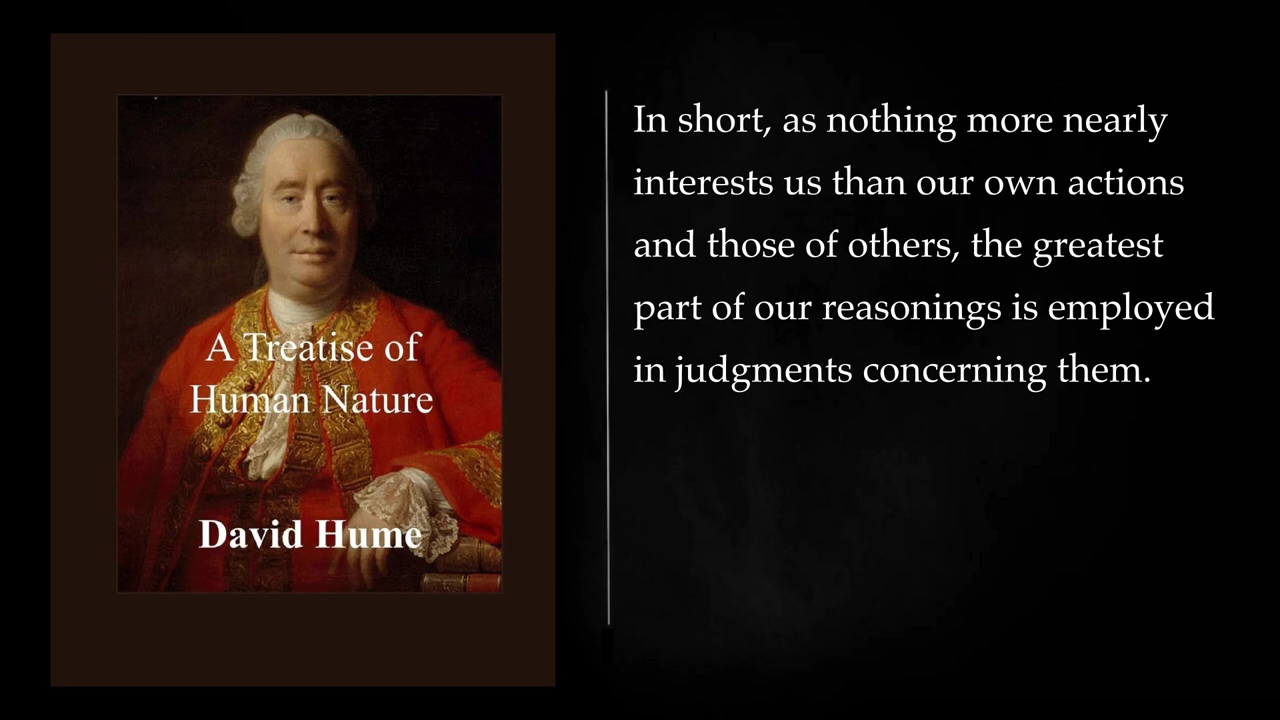 A Treatise of
Human Nature
David Hume
In short, as nothing more nearly
interests us than our own actions
and those of others, the greatest
part of our reasonings is employed
in judgments concerning them.